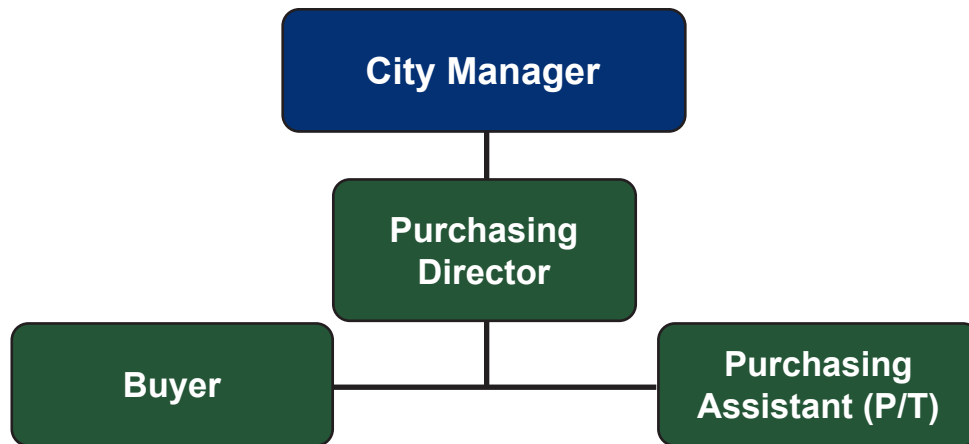 City Manager
Purchasing
Director
Buyer
Purchasing
Assistant (P/T)